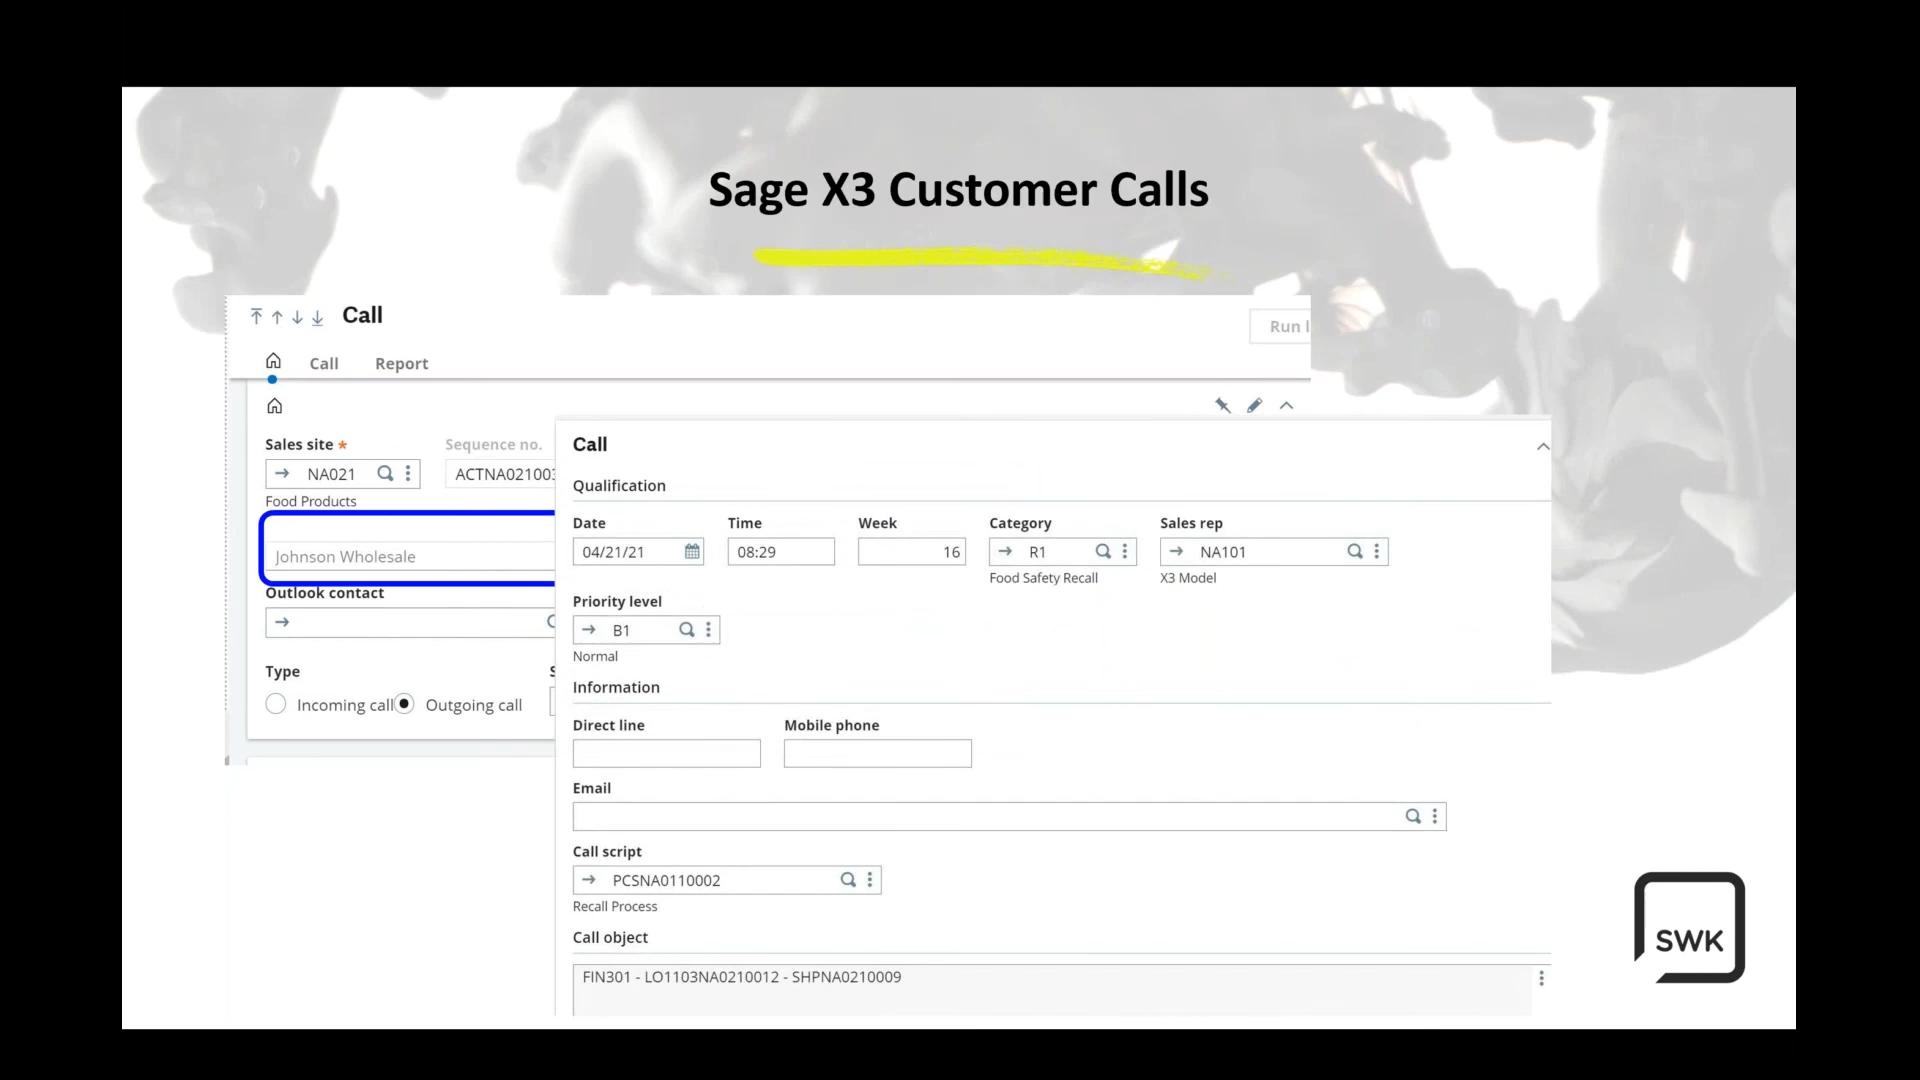 Sage X3 Customer Calls
Call
Run
Call Report
Sales site * Sequence no.
NA021 ACTNA021003
Food Products
Johnson Wholesale
Outlook contact
Type
Incoming call Outgoing call
Call
Qualification
Date Time Week Category Sales rep
04/21/21 08:29 16 R1 NA101
Food Safety Recall X3 Model
Priority level
B1
Normal
Information
Direct line Mobile phone
Email
Call script
PCSNA0110002
Recall Process
Call object
FIN301 - LO1103NA0210012 - SHPNA0210009
SWK